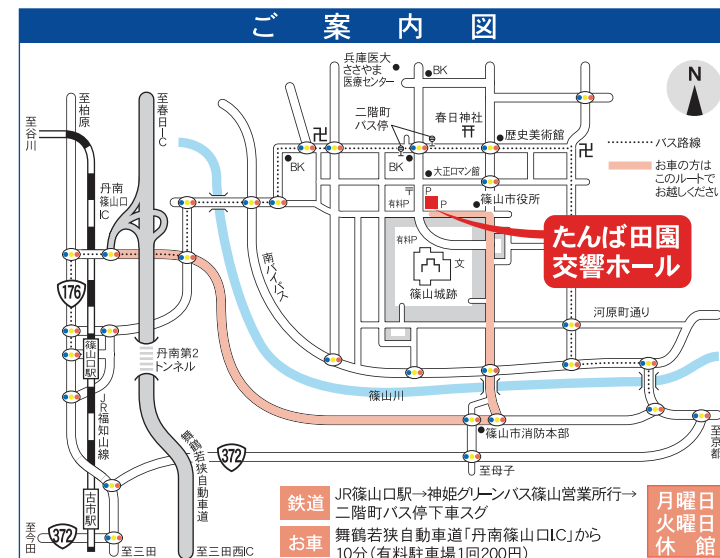 ご案内図
兵庫医大
ささやま
医療センター
BK
二階町
バス停
春日神社
歴史美術館
N
バス路線
お車の方は
このルートで
お越しください
至柏原
至春日IC
至谷川
丹南
篠山口
IC
BK
BK
大正ロマン館
〒
P
P
有料P
篠山市役所
たんば田園
交響ホール
有料P
文
篠山城跡
南バイパス
河原町通り
176
篠山口駅
丹南第2
トンネル
JR福知山線
篠山川
舞鶴若狭自動車道
372
篠山市消防本部
至京都
至母子
古市駅
至今田
372
至三田
至三田西IC
鉄道
JR篠山口駅→神姫グリーンバス篠山営業所行→
二階町バス停下車スグ
お車
舞鶴若狭自動車道「丹南篠山口I.C」から
10分(有料駐車場1回200円)
月曜日
火曜日
休館